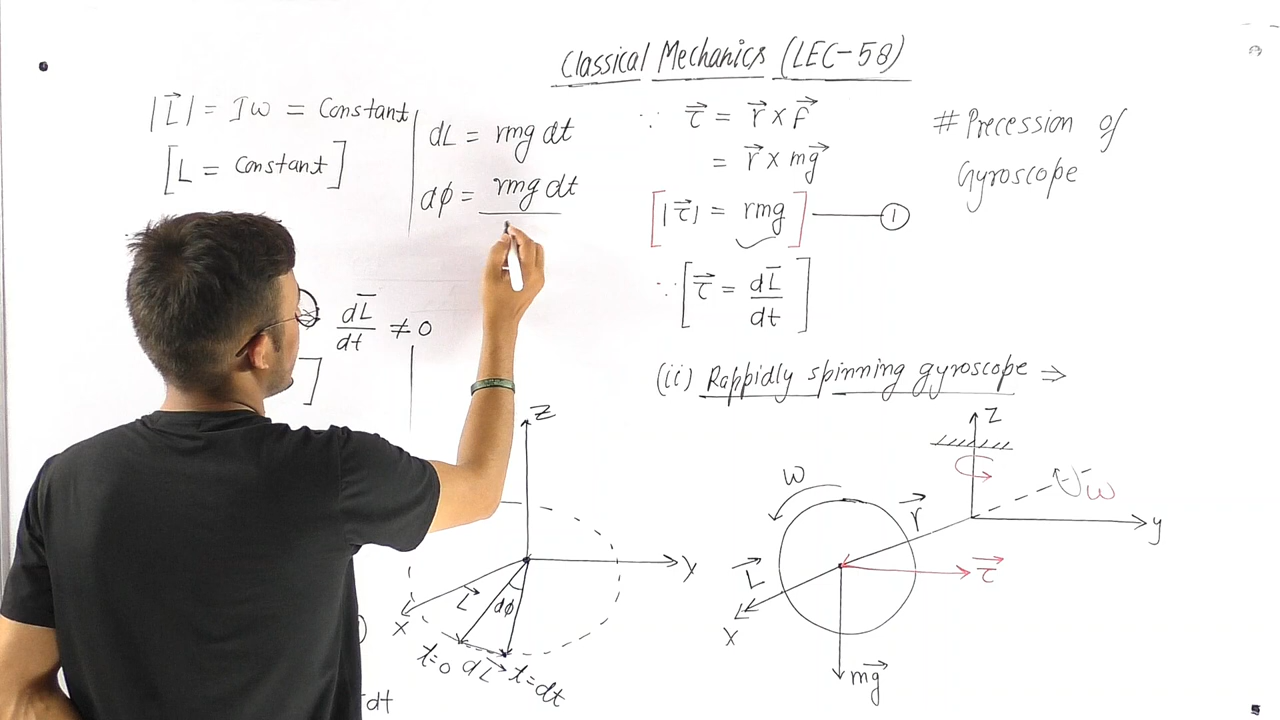 Classical Mechanics (LEC-58)
|L⃗| = Iω = Constant
[L = Constant]
dL⃗/dt ≠ 0
]
dL = rmg dt
dφ = rmg dt
∵ τ⃗ = r⃗ × F⃗
= r⃗ × mg⃗
[|τ⃗| = rmg] —— ①
∵ [τ⃗ = dL⃗/dt]
# Precession of
Gyroscope
(ii) Rappidly spinning gyroscope ⇒
Z
Y
X
L⃗
dφ
t=0
dL⃗
t=dt
dt
Z
ω
r⃗
ω⃗
y
L⃗
τ⃗
X
mg⃗